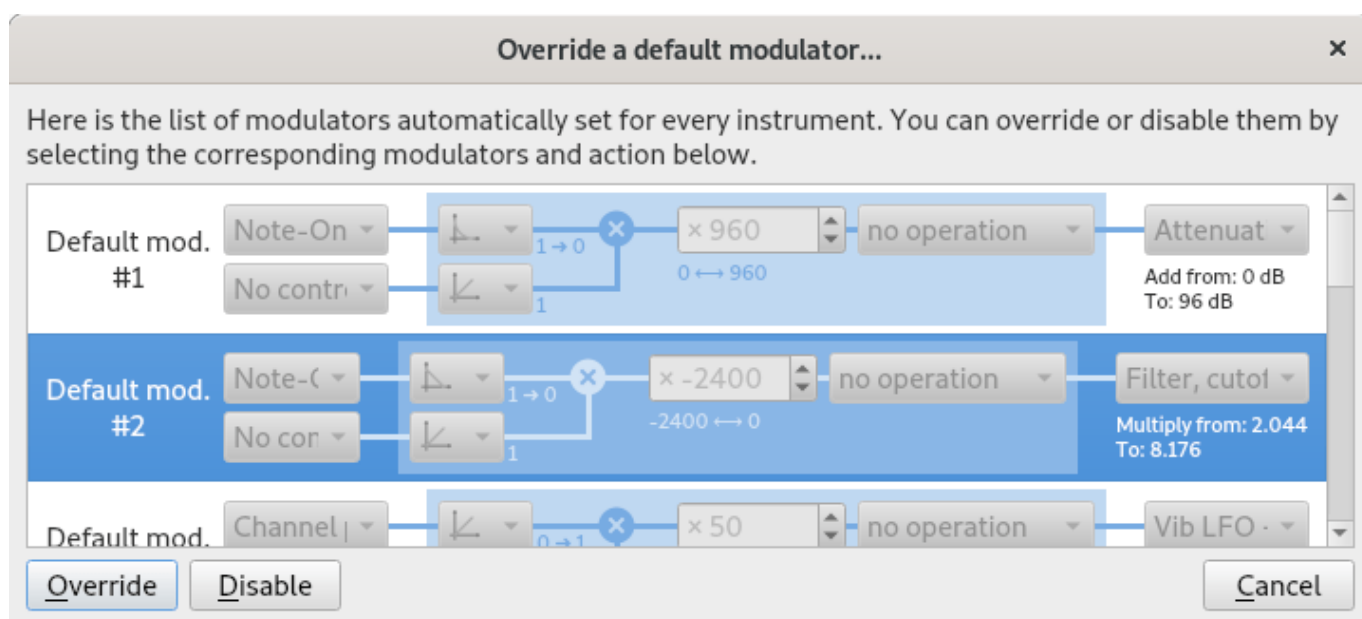 Override a default modulator...
Here is the list of modulators automatically set for every instrument. You can override or disable them by
selecting the corresponding modulators and action below.
Default mod.
#1
Note-On
No contr
1 → 0
1
× 960
0 ⟷ 960
no operation
Attenuat
Add from: 0 dB
To: 96 dB
Default mod.
#2
Note-(
No con
1 → 0
1
× -2400
-2400 ⟷ 0
no operation
Filter, cutof
Multiply from: 2.044
To: 8.176
Default mod.
Channel
0 → 1
× 50
no operation
Vib LFO -
Override
Disable
Cancel